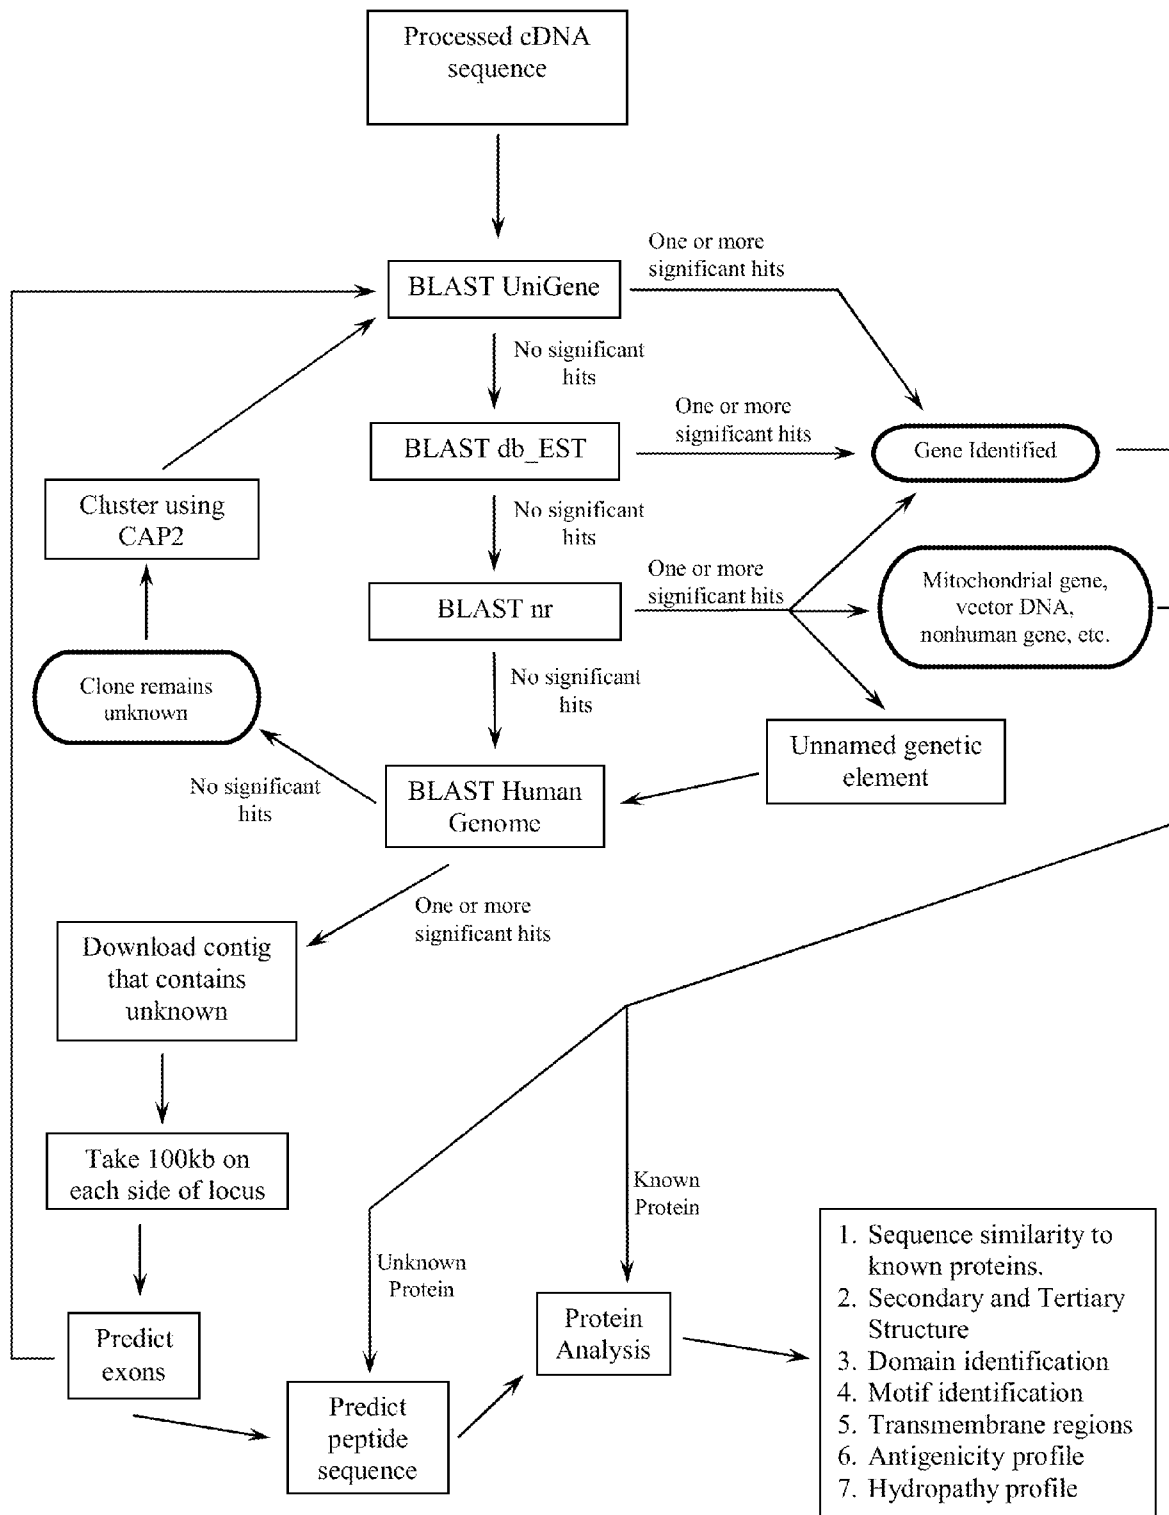 Processed cDNA
sequence
One or more
significant hits
BLAST UniGene
No significant
hits
One or more
significant hits
BLAST db_EST
Gene Identified
Cluster using
CAP2
No significant
hits
One or more
significant hits
BLAST nr
Mitochondrial gene,
vector DNA,
nonhuman gene, etc.
Clone remains
unknown
No significant
hits
Unnamed genetic
element
No significant
hits
BLAST Human
Genome
One or more
significant hits
Download contig
that contains
unknown
Take 100kb on
each side of locus
Known
Protein
Unknown
Protein
Predict
exons
Protein
Analysis
Predict
peptide
sequence
1. Sequence similarity to
known proteins.
2. Secondary and Tertiary
Structure
3. Domain identification
4. Motif identification
5. Transmembrane regions
6. Antigenicity profile
7. Hydropathy profile